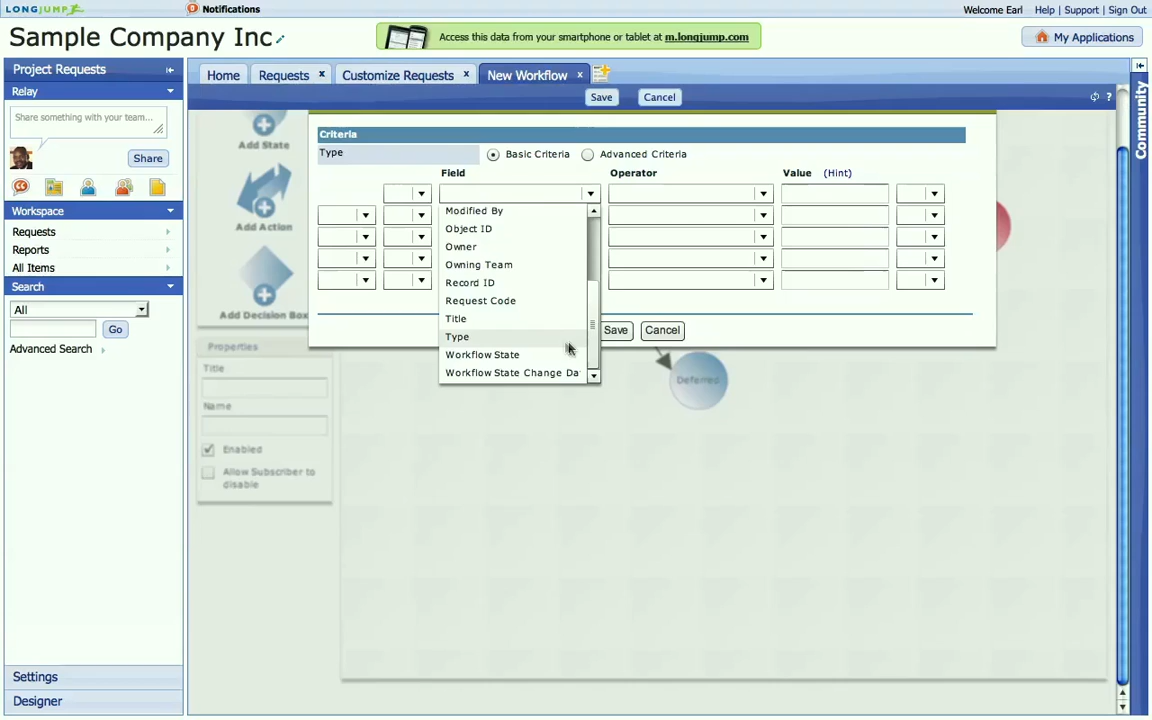 LONGJUMP
Notifications
Welcome Earl Help | Support | Sign Out
Sample Company Inc
Access this data from your smartphone or tablet at m.longjump.com
My Applications
Project Requests
Home
Requests x
Customize Requests x
New Workflow x
Relay
Save
Cancel
?
Share something with your team...
Share
Workspace
Requests
Reports
All Items
Search
All
Go
Advanced Search
Settings
Designer
Add State
Add Action
Add Decision Box
Properties
Title
Name
Enabled
Allow Subscriber to
disable
Criteria
Type
Basic Criteria
Advanced Criteria
Field
Operator
Value (Hint)
Modified By
Object ID
Owner
Owning Team
Record ID
Request Code
Title
Type
Workflow State
Workflow State Change Da
Save
Cancel
Deferred
Community